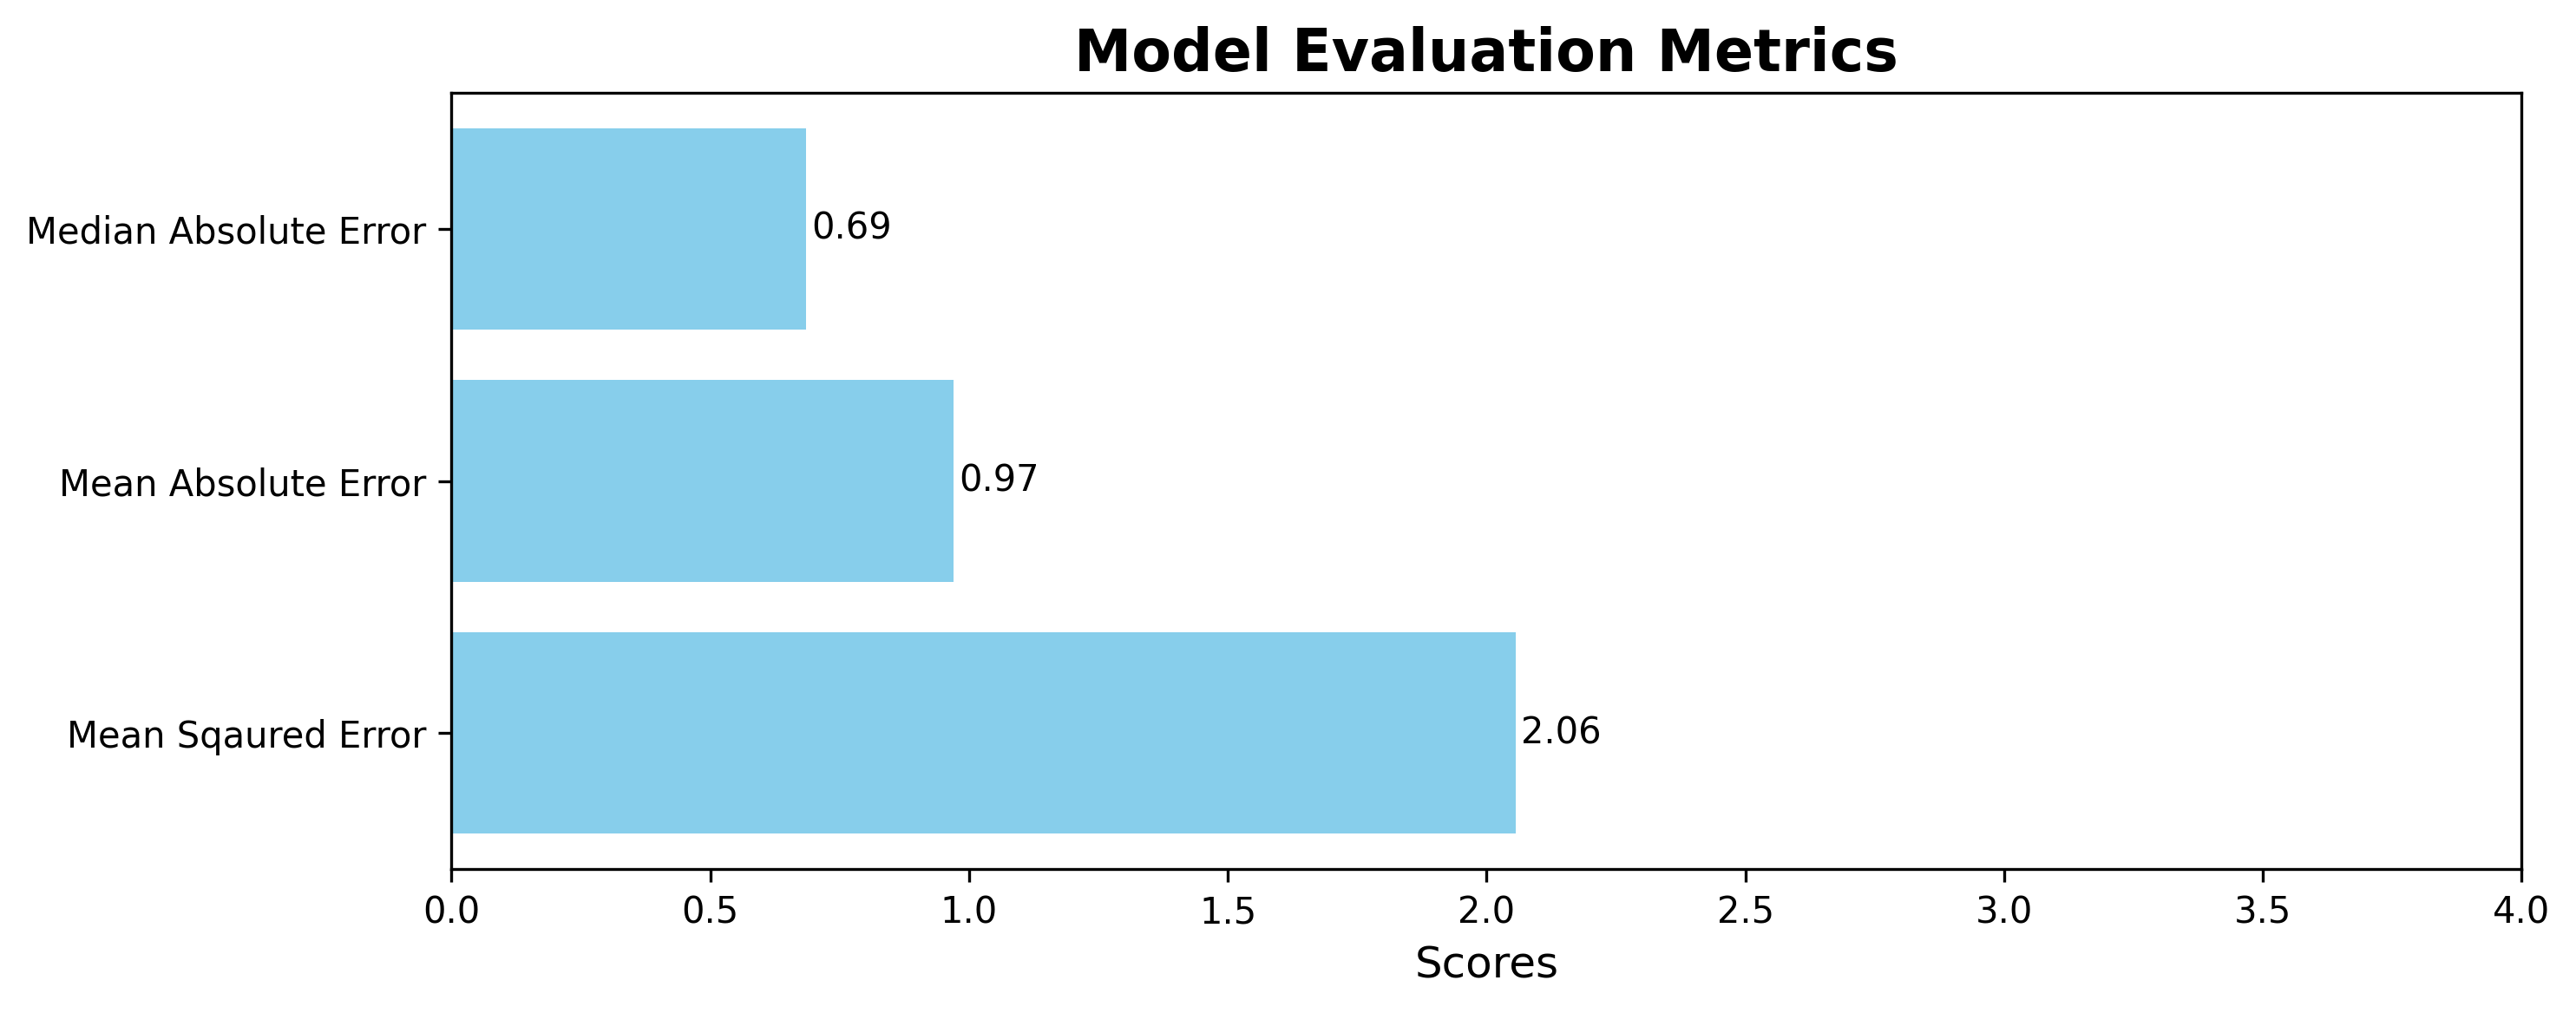 Model Evaluation Metrics
Median Absolute Error
0.69
Mean Absolute Error
0.97
Mean Sqaured Error
2.06
0.0 0.5 1.0 1.5 2.0 2.5 3.0 3.5 4.0
Scores